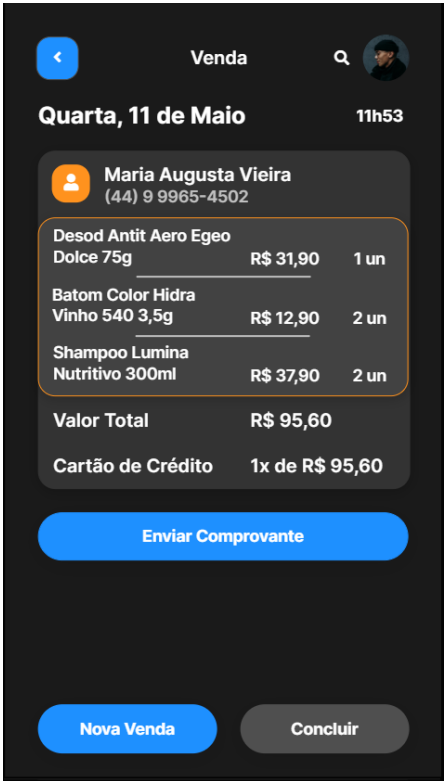 Venda
Quarta, 11 de Maio 11h53
Maria Augusta Vieira
(44) 9 9965-4502
Desod Antit Aero Egeo
Dolce 75g R$ 31,90 1 un
Batom Color Hidra
Vinho 540 3,5g R$ 12,90 2 un
Shampoo Lumina
Nutritivo 300ml R$ 37,90 2 un
Valor Total R$ 95,60
Cartão de Crédito 1x de R$ 95,60
Enviar Comprovante
Nova Venda Concluir